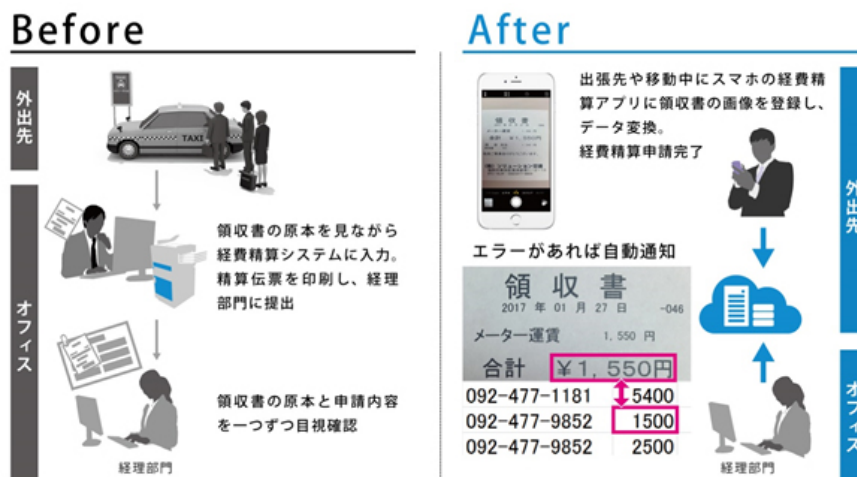 Before
外出先
TAXI
領収書の原本を見ながら
経費精算システムに入力。
精算伝票を印刷し、経理
部門に提出
オフィス
領収書の原本と申請内容
を一つずつ目視確認
経理部門
After
出張先や移動中にスマホの経費精
算アプリに領収書の画像を登録し、
データ変換。
経費精算申請完了
領収書
外出先
エラーがあれば自動通知
領収書
2017 年 01 月 27 日 -046
メーター運賃 1,550 円
合計 ¥1,550円
092-477-1181 5400
092-477-9852 1500
092-477-9852 2500
オフィス
経理部門